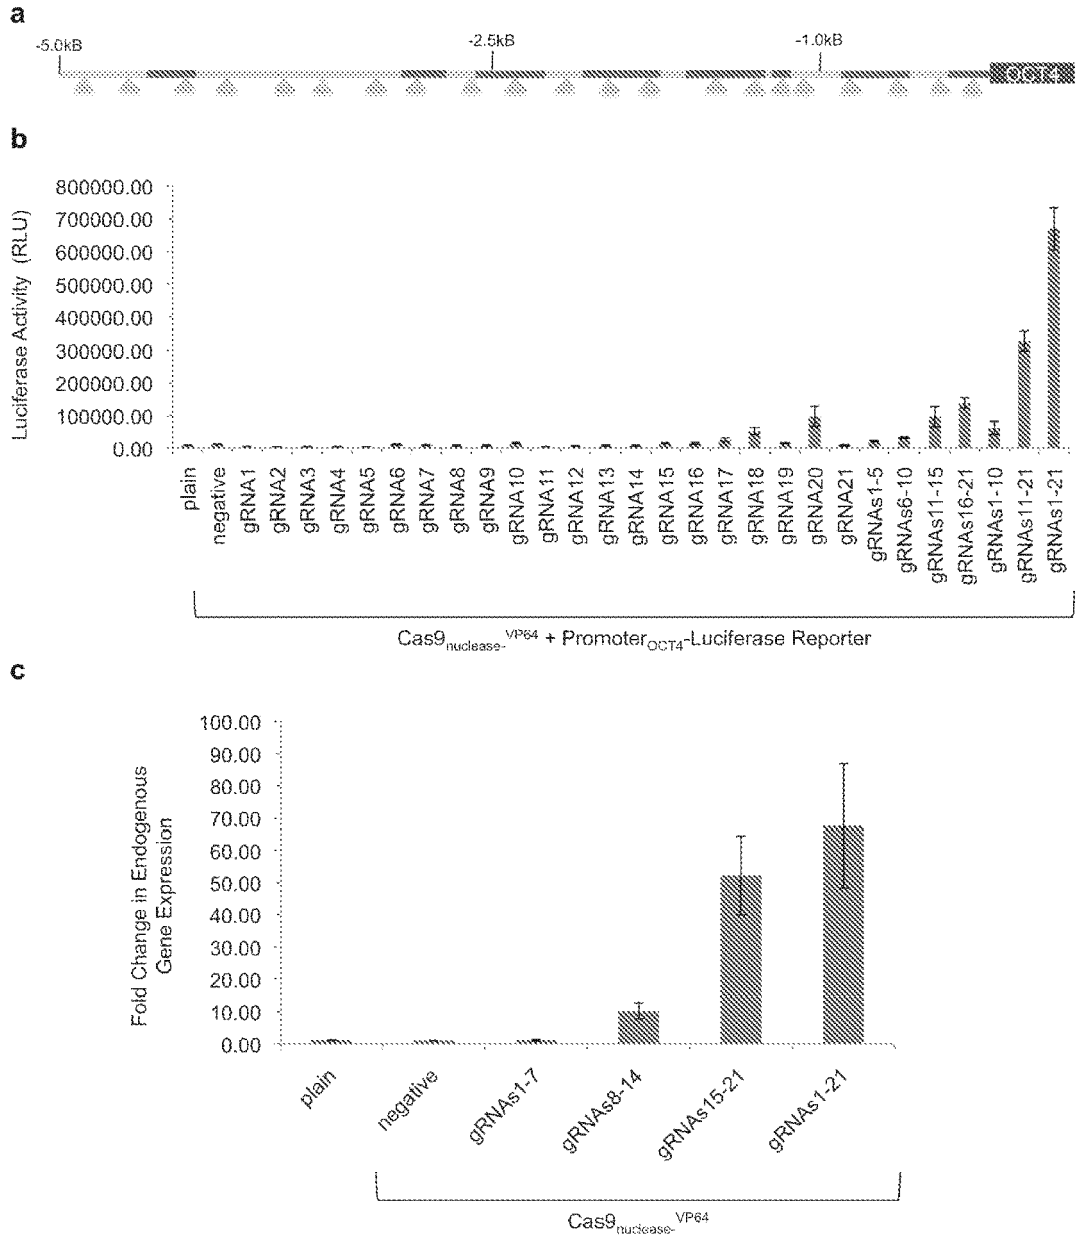 a
-5.0kB
-2.5kB
-1.0kB
OCT4
b
Luciferase Activity (RLU)
800000.00
700000.00
600000.00
500000.00
400000.00
300000.00
200000.00
100000.00
0.00
plain
negative
gRNA1
gRNA2
gRNA3
gRNA4
gRNA5
gRNA6
gRNA7
gRNA8
gRNA9
gRNA10
gRNA11
gRNA12
gRNA13
gRNA14
gRNA15
gRNA16
gRNA17
gRNA18
gRNA19
gRNA20
gRNA21
gRNAs1-5
gRNAs6-10
gRNAs11-15
gRNAs16-21
gRNAs1-10
gRNAs11-21
gRNAs1-21
Cas9nuclease-VP64 + PromoterOCT4-Luciferase Reporter
c
Fold Change in Endogenous
Gene Expression
100.00
90.00
80.00
70.00
60.00
50.00
40.00
30.00
20.00
10.00
0.00
plain
negative
gRNAs1-7
gRNAs8-14
gRNAs15-21
gRNAs1-21
Cas9nuclease-VP64